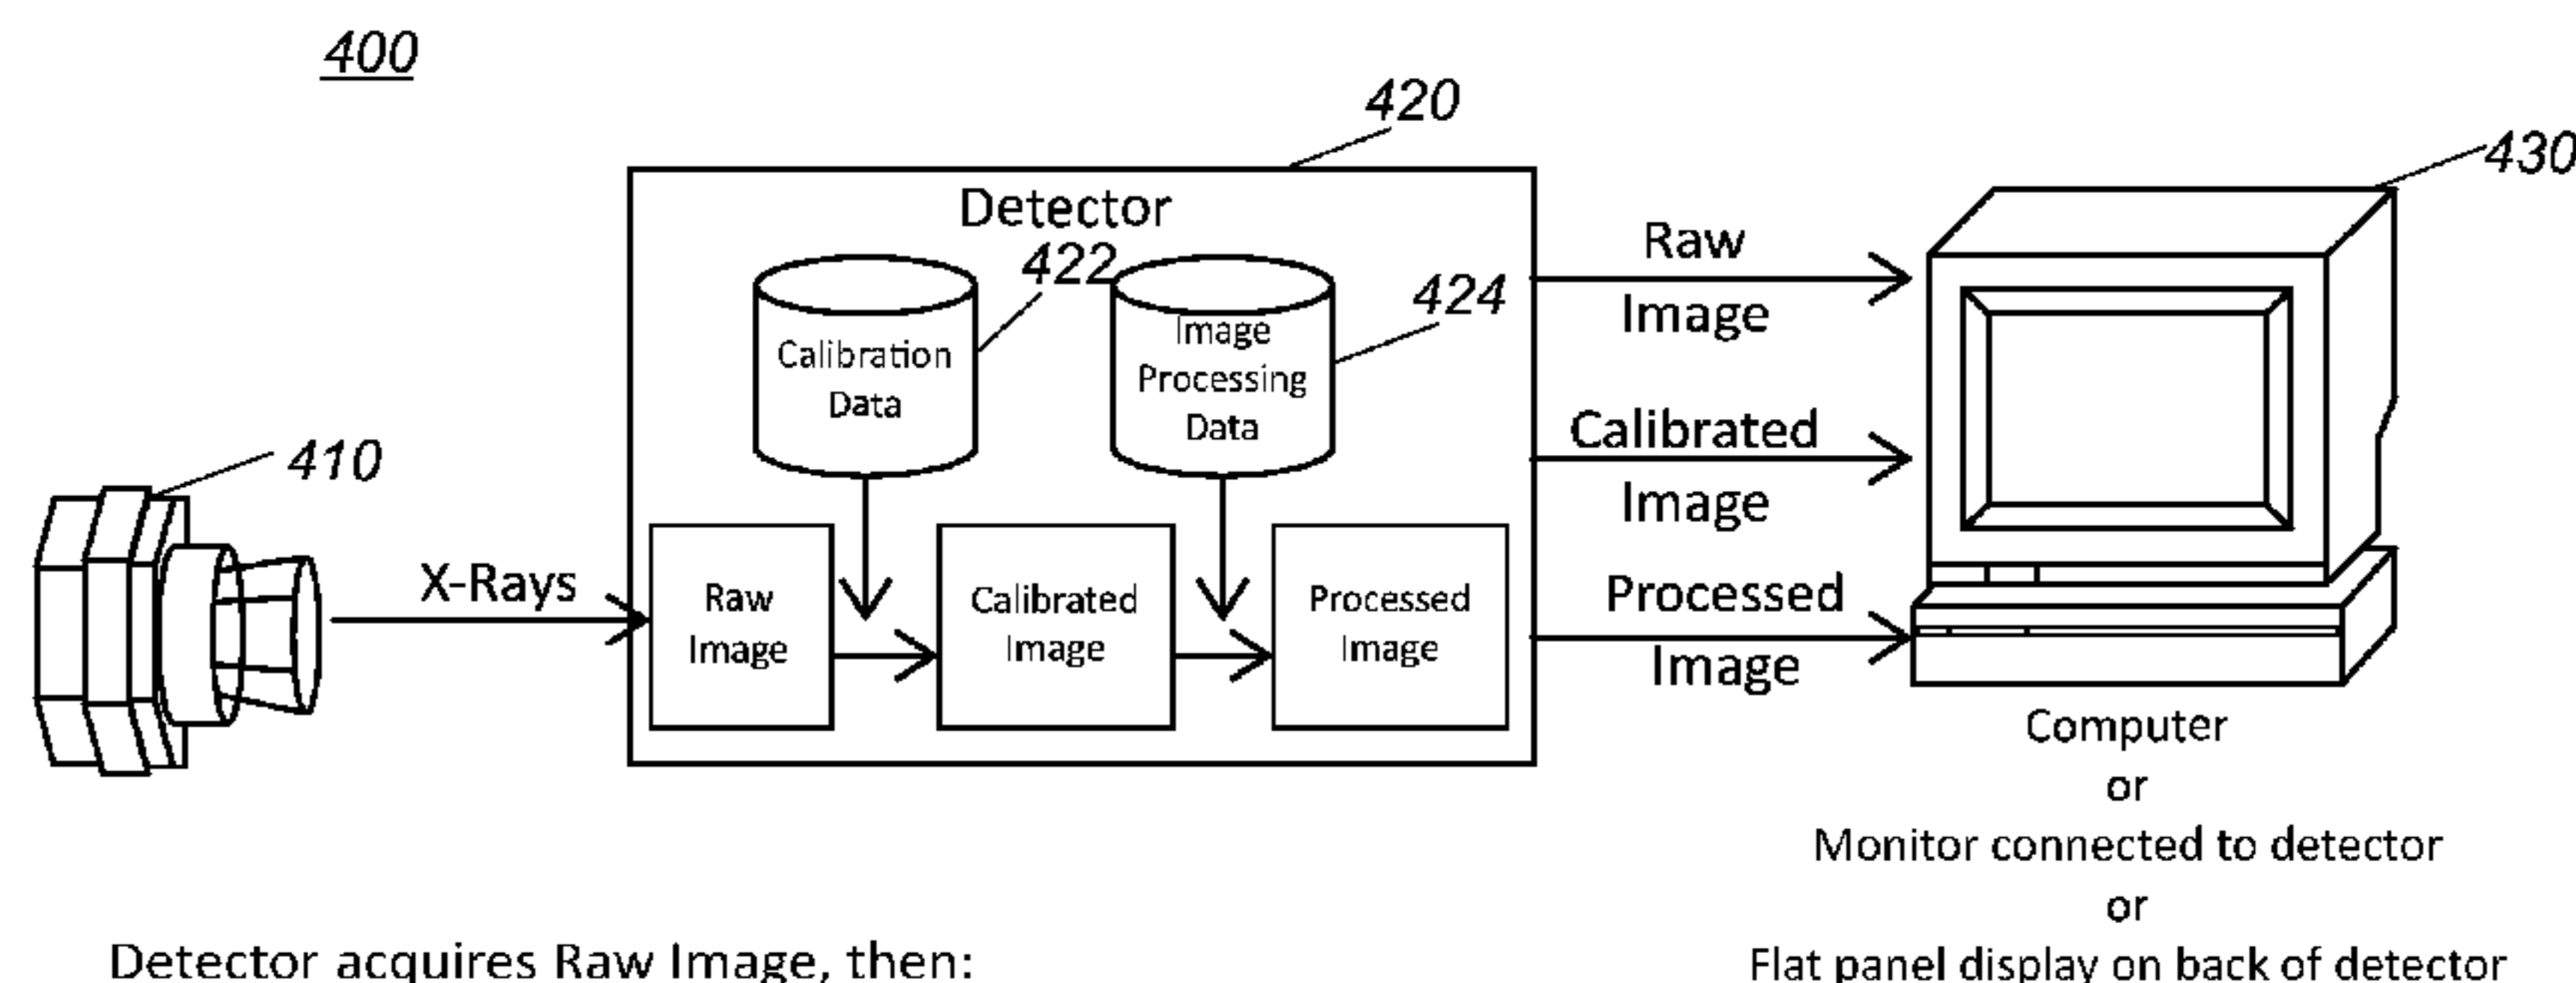 400
420
430
Detector
422
424
Raw
Image
Calibration
Data
Image
Processing
Data
410
Calibrated
Image
X-Rays
Raw
Image
Calibrated
Image
Processed
Image
Processed
Image
Computer
or
Monitor connected to detector
or
Flat panel display on back of detector
Detector acquires Raw Image, then: